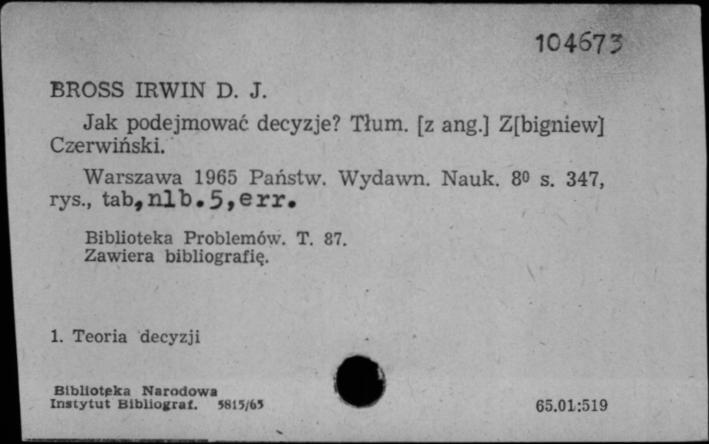 104673
BROSS IRWIN D. J.
Jak podejmować decyzje? Tłum. [z ang.] Z[bigniew]
Czerwiński.
Warszawa 1965 Państw. Wydawn. Nauk. 8º s. 347,
rys., tab, nlb. 5, err.
Biblioteka Problemów. T. 87.
Zawiera bibliografię.
1. Teoria decyzji
Biblioteka Narodowa
Instytut Bibliograf. 5815/65
65.01:519